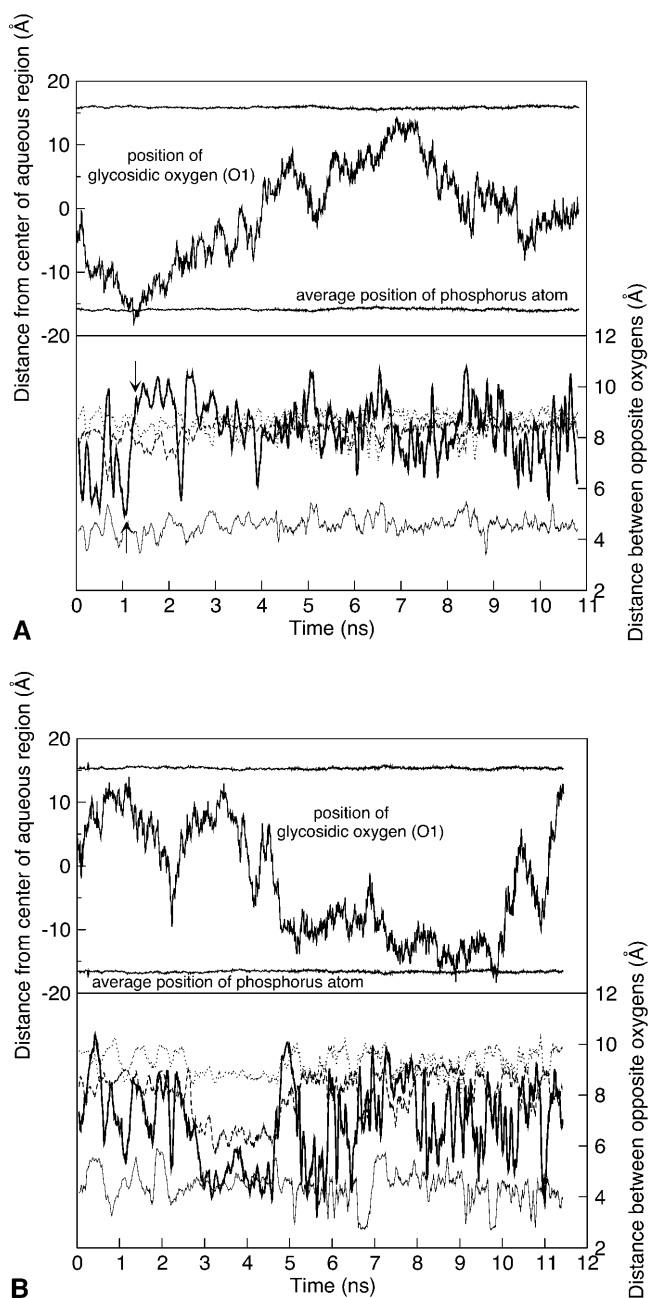 Distance from center of aqueous region (Å)
20
10
0
-10
-20
position of
glycosidic oxygen (O1)
average position of phosphorus atom
12
10
8
6
4
2
Distance between opposite oxygens (Å)
0 1 2 3 4 5 6 7 8 9 10 11
Time (ns)
A
Distance from center of aqueous region (Å)
20
10
0
-10
-20
position of
glycosidic oxygen (O1)
average position of phosphorus atom
12
10
8
6
4
2
Distance between opposite oxygens (Å)
0 1 2 3 4 5 6 7 8 9 10 11 12
Time (ns)
B